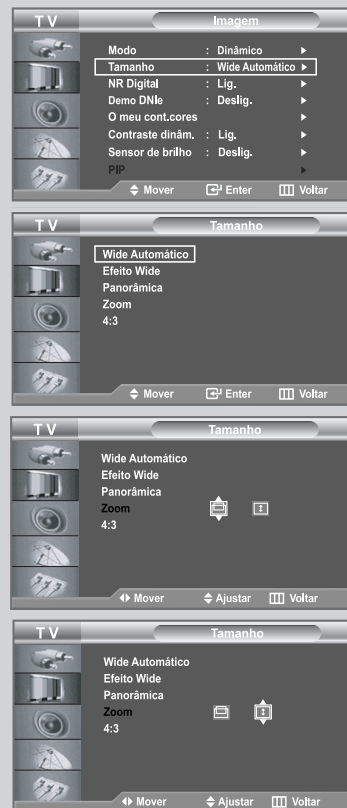 TV Imagem
Modo : Dinâmico
Tamanho : Wide Automático
NR Digital : Lig.
Demo DNIe : Deslig.
O meu cont.cores
Contraste dinâm. : Lig.
Sensor de brilho : Deslig.
PIP
Mover Enter Voltar
TV Tamanho
Wide Automático
Efeito Wide
Panorâmica
Zoom
4:3
Mover Enter Voltar
TV Tamanho
Wide Automático
Efeito Wide
Panorâmica
Zoom
4:3
Mover Ajustar Voltar
TV Tamanho
Wide Automático
Efeito Wide
Panorâmica
Zoom
4:3
Mover Ajustar Voltar